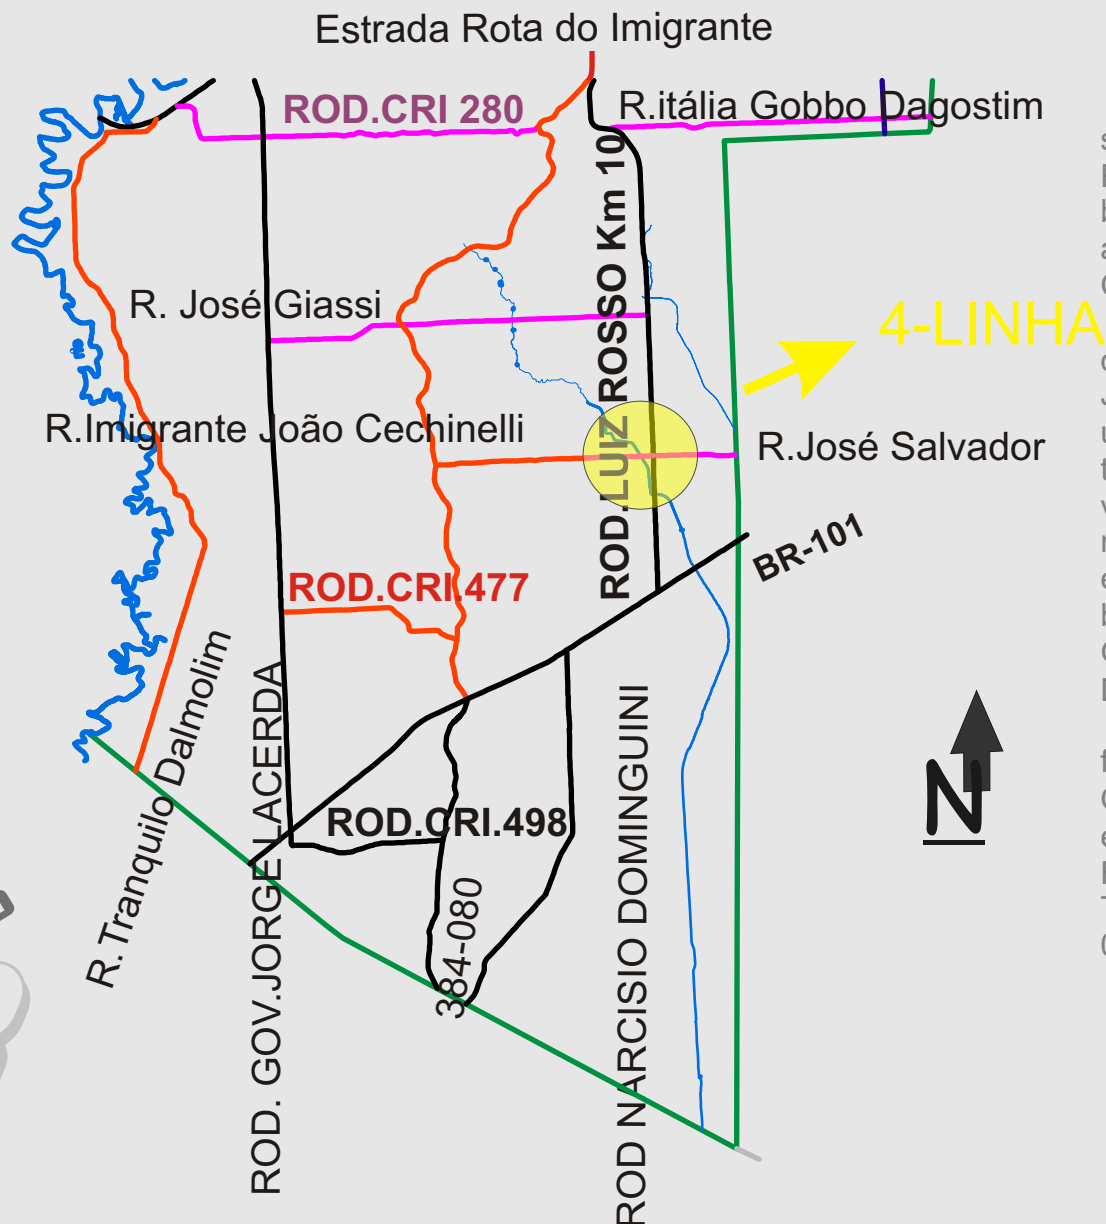 Estrada Rota do Imigrante
ROD.CRI 280
R.itália Gobbo Dagostim
ROD.LUIZ ROSSO Km 10
R. José Giassi
4-LINHA
R.Imigrante João Cechinelli
R.José Salvador
BR-101
ROD.CRI.477
R. Tranquilo Dalmolim
ROD. GOV.JORGE LACERDA
ROD NARCISIO DOMINGUINI
ROD.CRI.498
384-080
N